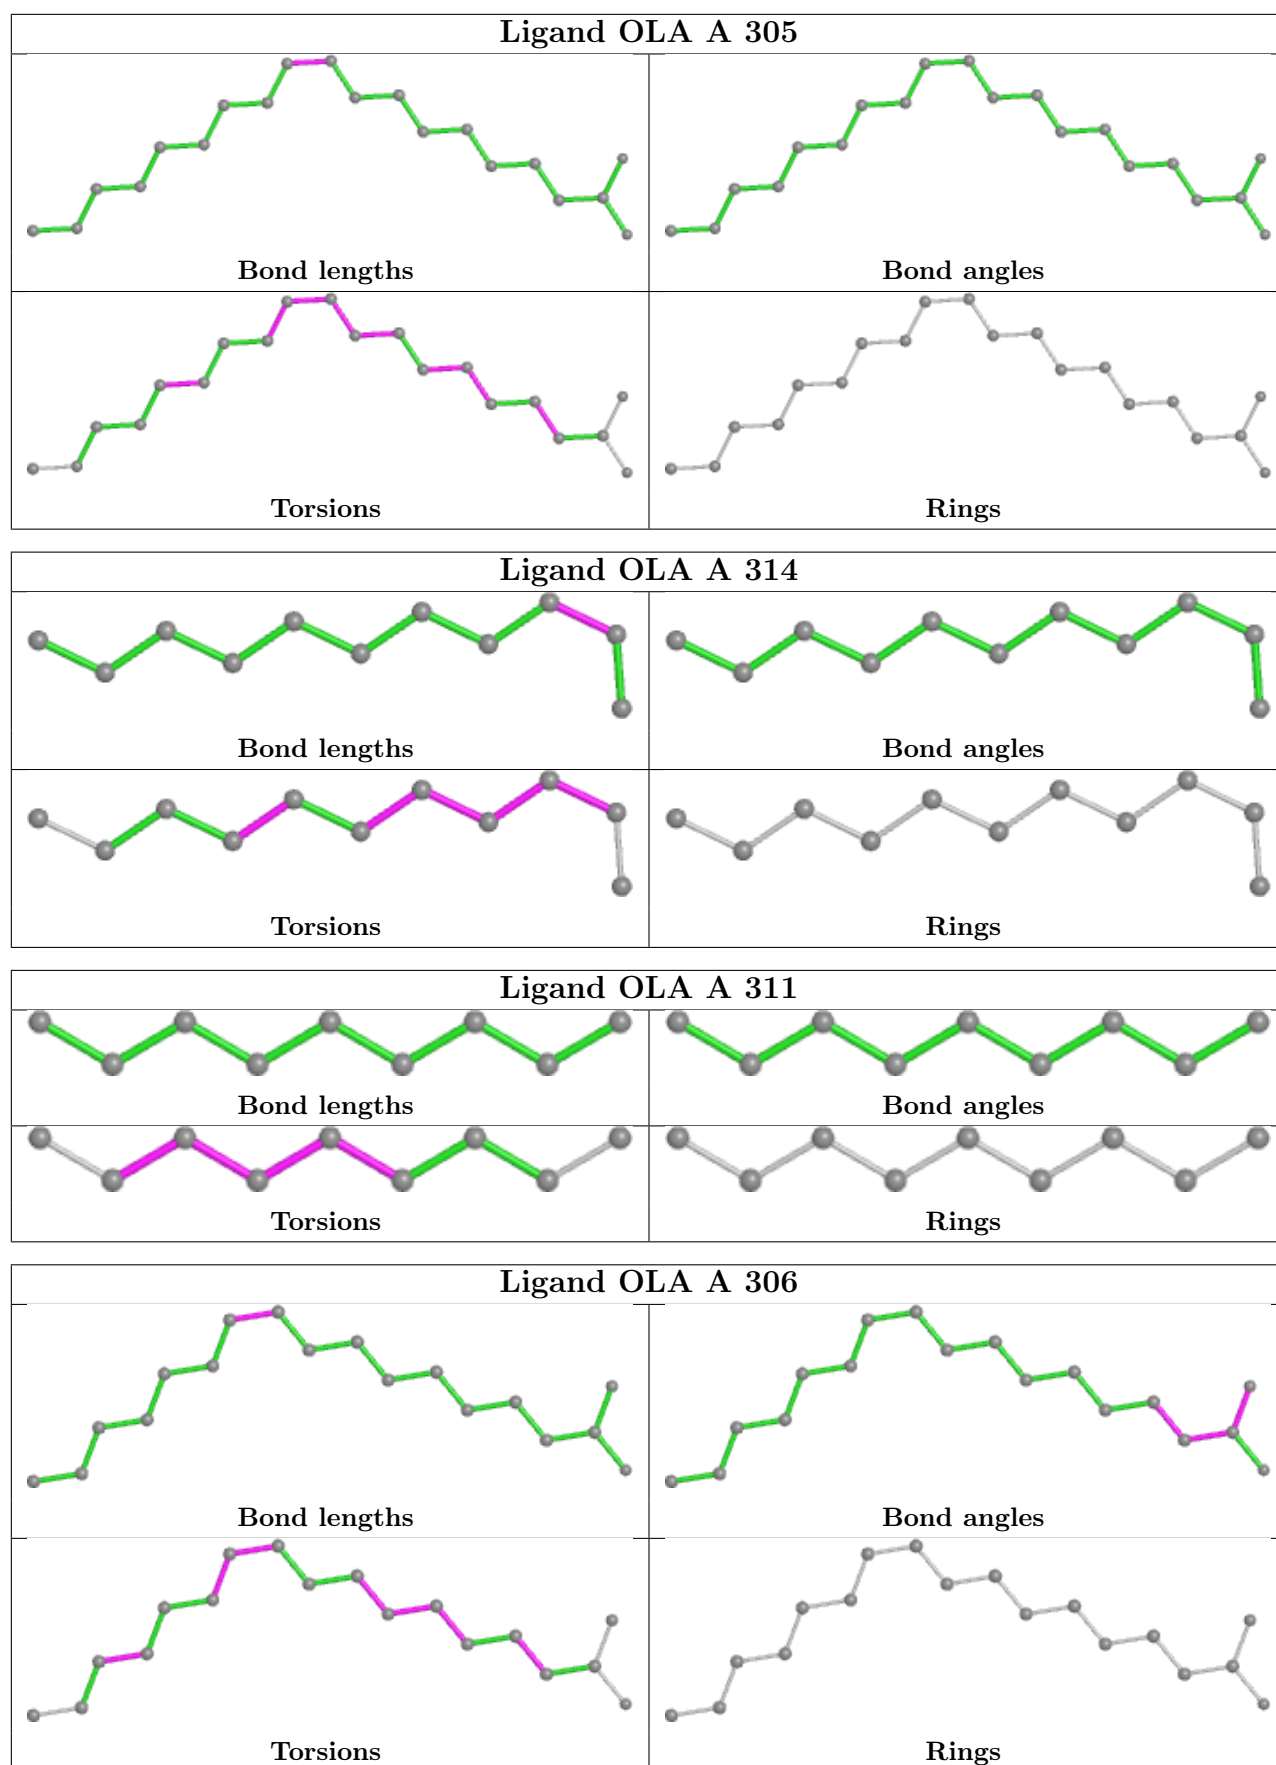 Ligand OLA A 305
Bond lengths
Bond angles
Torsions
Rings
Ligand OLA A 314
Bond lengths
Bond angles
Torsions
Rings
Ligand OLA A 311
Bond lengths
Bond angles
Torsions
Rings
Ligand OLA A 306
Bond lengths
Bond angles
Torsions
Rings